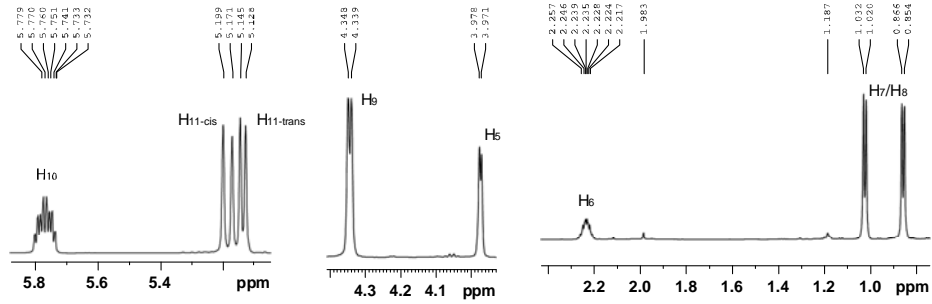 5.779
5.770
5.760
5.751
5.741
5.733
5.732
5.199
5.171
5.145
5.128
4.348
4.339
3.978
3.971
2.257
2.246
2.239
2.235
2.228
2.224
2.217
1.983
1.187
1.032
1.020
0.866
0.854
H10
H11-cis
H11-trans
H9
H5
H6
H7/H8
5.8 5.6 5.4 ppm
4.3 4.2 4.1 ppm
2.2 2.0 1.8 1.6 1.4 1.2 1.0 ppm